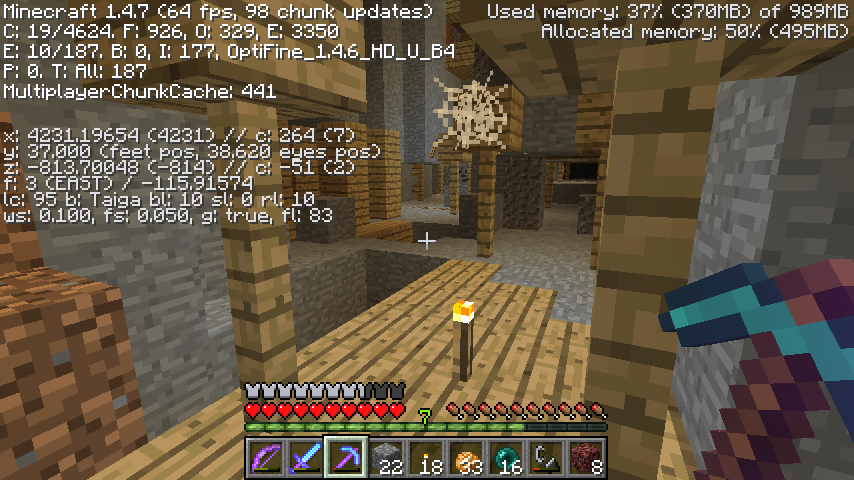 Minecraft 1.4.7 (64 fps, 98 chunk updates)
C: 19/4624, F: 926, O: 329, E: 3350
E: 10/187. B: 0, I: 177, OptiFine_1.4.6_HD_U_B4
P: 0. T: All: 187
MultiplayerChunkCache: 441
Used memory: 37% (370MB) of 989MB
Allocated memory: 50% (495MB)
x: 4231.19654 (4231) // c: 264 (7)
y: 37.000 (feet pos, 38.620 eyes pos)
z: -813.70048 (-814) // c: -51 (2)
f: 3 (EAST) / -115.91574
lc: 95 b: Taiga bl: 10 sl: 0 rl: 10
ws: 0.100, fs: 0.050, g: true, fl: 83
7
22
18
33
16
8